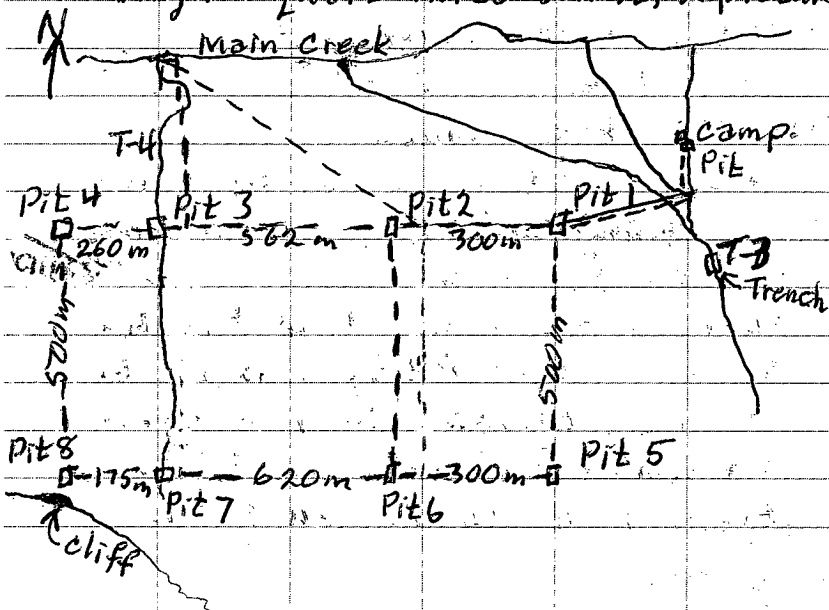 N
Main Creek
T-4
Camp
Pit
Pit 4
Pit 3
Pit 2
Pit 1
260 m
562 m
300m
T-3
Trench
500m
500m
Pit 8
Pit 5
175m
620m
300m
Pit 7
Pit 6
cliff